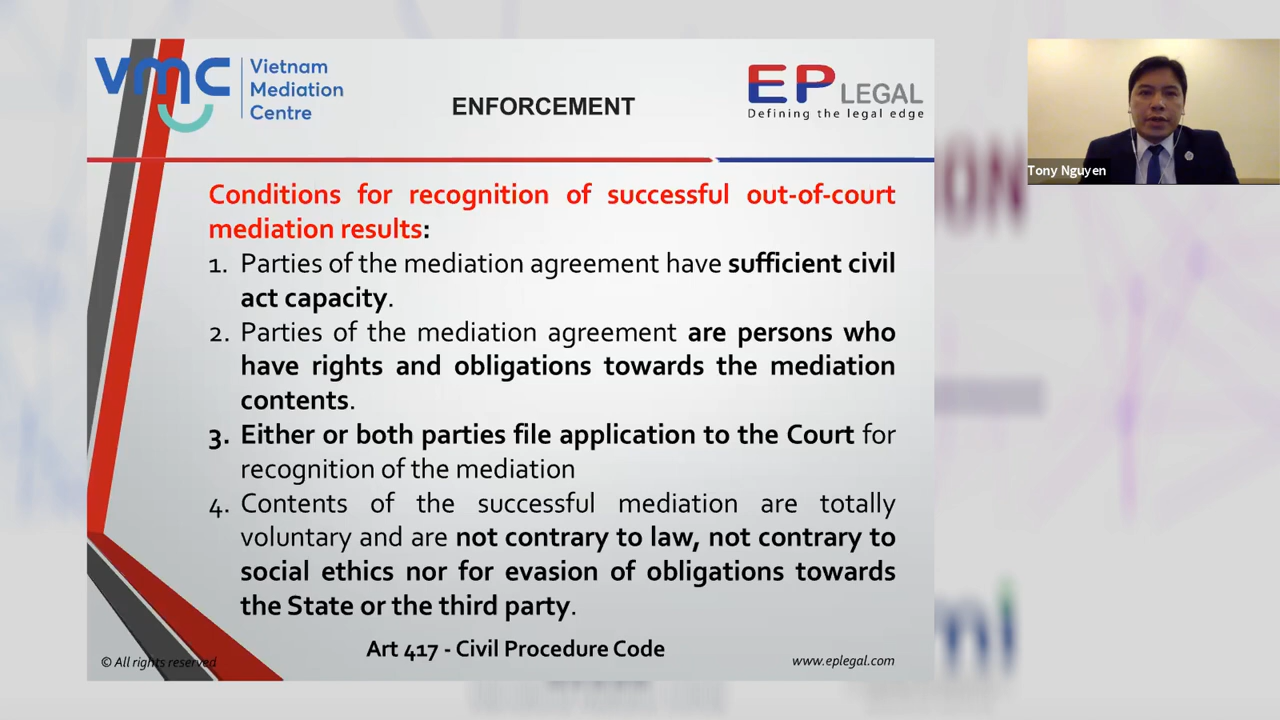 vmc
Vietnam
Mediation
Centre
ENFORCEMENT
EP LEGAL
Defining the legal edge
Tony Nguyen
Conditions for recognition of successful out-of-court
mediation results:
1. Parties of the mediation agreement have sufficient civil
act capacity.
2. Parties of the mediation agreement are persons who
have rights and obligations towards the mediation
contents.
3. Either or both parties file application to the Court for
recognition of the mediation
4. Contents of the successful mediation are totally
voluntary and are not contrary to law, not contrary to
social ethics nor for evasion of obligations towards
the State or the third party.
Art 417 - Civil Procedure Code
© All rights reserved
www.eplegal.com
ON